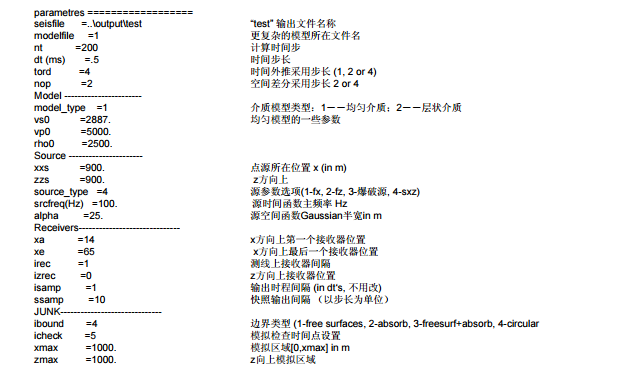 parametres ==================
seisfile =..\output\test “test” 输出文件名称
modelfile =1 更复杂的模型所在文件名
nt =200 计算时间步
dt (ms) =.5 时间步长
tord =4 时间外推采用步长 (1, 2 or 4)
nop =2 空间差分采用步长 2 or 4
Model -----------------------
model_type =1 介质模型类型：1－－均匀介质；2－－层状介质
vs0 =2887. 均匀模型的一些参数
vp0 =5000.
rho0 =2500.
Source ----------------------
xxs =900. 点源所在位置 x (in m)
zzs =900. z方向上
source_type =4 源参数选项(1-fx, 2-fz, 3-爆破源, 4-sxz)
srcfreq(Hz) =100. 源时间函数主频率 Hz
alpha =25. 源空间函数Gaussian半宽in m
Receivers------------------------------
xa =14 x方向上第一个接收器位置
xe =65 x方向上最后一个接收器位置
irec =1 测线上接收器间隔
izrec =0 z方向上接收器位置
isamp =1 输出时程间隔 (in dt's, 不用改)
ssamp =10 快照输出间隔 （以步长为单位）
JUNK------------------------------
ibound =4 边界类型 (1-free surfaces, 2-absorb, 3-freesurf+absorb, 4-circular
icheck =5 模拟检查时间点设置
xmax =1000. 模拟区域[0,xmax] in m
zmax =1000. z向上模拟区域